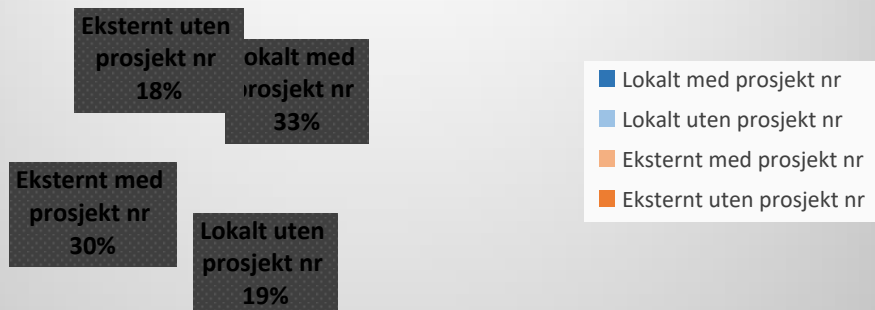 Eksternt uten
prosjekt nr
18%
okalt med
prosjekt nr
33%
Eksternt med
prosjekt nr
30%
Lokalt uten
prosjekt nr
19%
Lokalt med prosjekt nr
Lokalt uten prosjekt nr
Eksternt med prosjekt nr
Eksternt uten prosjekt nr